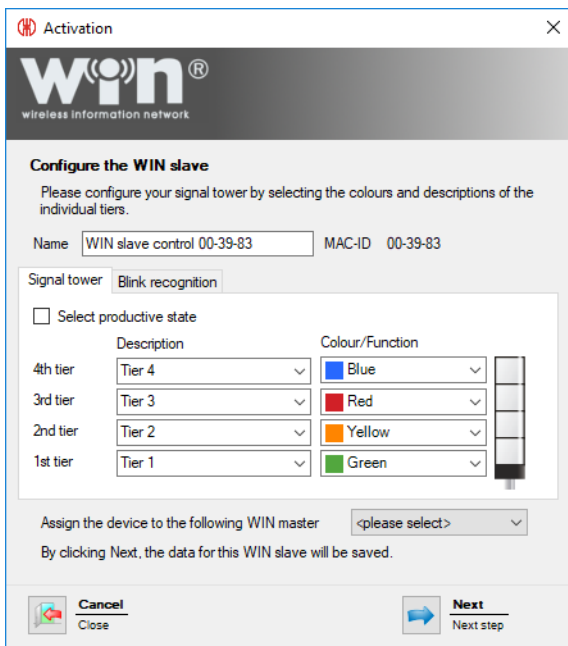 Activation
WIN®
wireless information network
Configure the WIN slave
Please configure your signal tower by selecting the colours and descriptions of the
individual tiers.
Name WIN slave control 00-39-83 MAC-ID 00-39-83
Signal tower Blink recognition
Select productive state
Description Colour/Function
4th tier Tier 4 Blue
3rd tier Tier 3 Red
2nd tier Tier 2 Yellow
1st tier Tier 1 Green
Assign the device to the following WIN master <please select>
By clicking Next, the data for this WIN slave will be saved.
Cancel Next
Close Next step